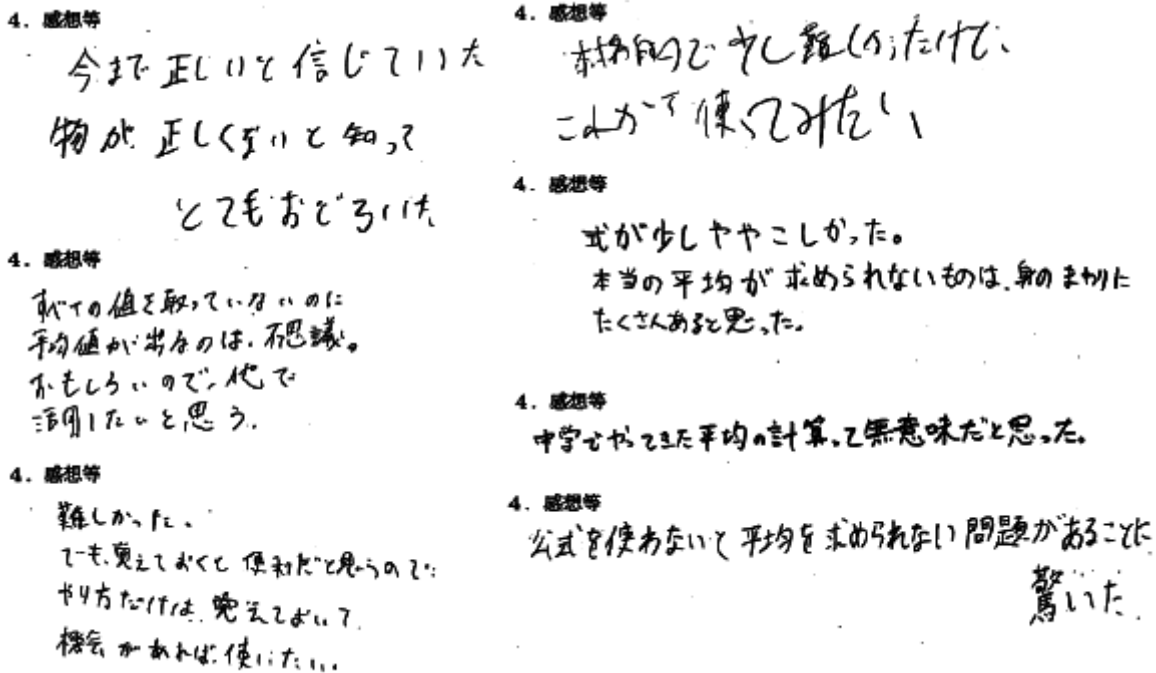 4. 感想等
今まで正しいと信じていた
物が正しくないと知って
とてもおどろいた
4. 感想等
すべての値を取っていないのに
平均値が出るのは、不思議。
おもしろいので、他で
活用したいと思う。
4. 感想等
難しかった。
でも、覚えておくと便利だと思うので、
やり方だけは、覚えておいて
機会があれば、使いたい。
4. 感想等
本格的で少し難しかったけど、
これから使ってみたい
4. 感想等
式が少しややこしかった。
本当の平均が求められないものは、身のまわりに
たくさんあると思った。
4. 感想等
中学でやってきた平均の計算って無意味だと思った。
4. 感想等
公式を使わないと平均を求められない問題があることに
驚いた